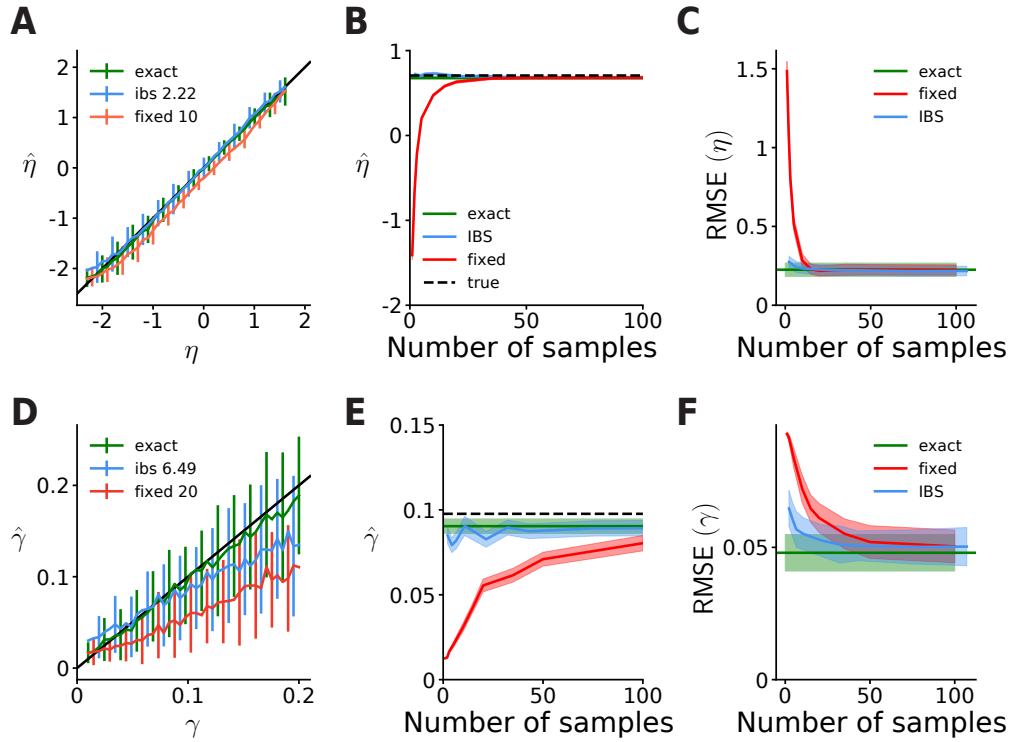 A
2
1
0
-1
-2
η̂
exact
ibs 2.22
fixed 10
-2
-1
0
1
2
η
B
1
0
-1
-2
η̂
exact
IBS
fixed
true
0
50
100
Number of samples
C
1.5
1
0.5
0
RMSE (η)
exact
fixed
IBS
0
50
100
Number of samples
D
0.2
0.1
0
γ̂
exact
ibs 6.49
fixed 20
0
0.1
0.2
γ
E
0.15
0.1
0.05
0
γ̂
0
50
100
Number of samples
F
0.05
0
RMSE (γ)
exact
fixed
IBS
0
50
100
Number of samples